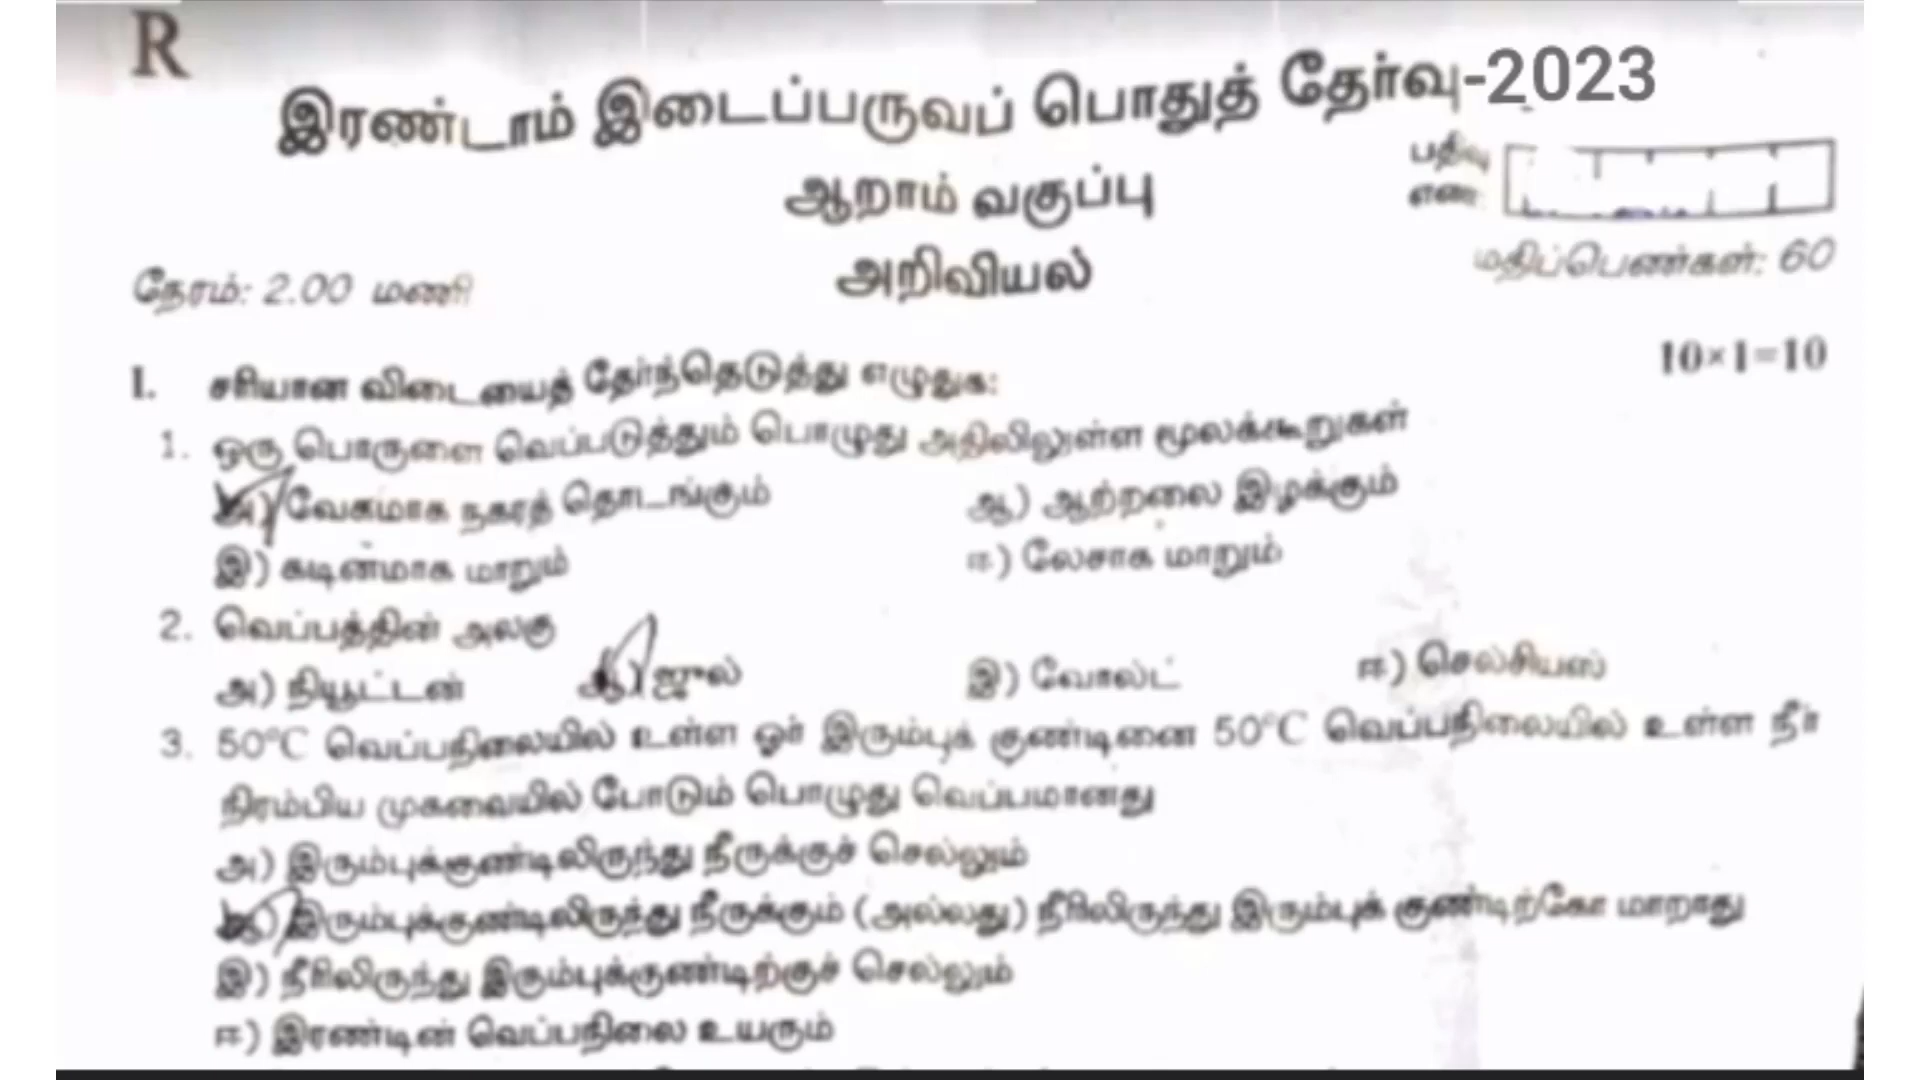 R
இரண்டாம் இடைப்பருவப் பொதுத் தேர்வு-2023
ஆறாம் வகுப்பு
பதிவு எண்
அறிவியல்
நேரம்: 2.00 மணி
மதிப்பெண்கள்: 60
I. சரியான விடையைத் தேர்ந்தெடுத்து எழுதுக: 10×1=10
1. ஒரு பொருளை வெப்படுத்தும் பொழுது அதிலிலுள்ள மூலக்கூறுகள்
அ) வேகமாக நகரத் தொடங்கும் ஆ) ஆற்றலை இழக்கும்
இ) கடினமாக மாறும் ஈ) லேசாக மாறும்
2. வெப்பத்தின் அலகு
அ) நியூட்டன் ஆ) ஜுல் இ) வோல்ட் ஈ) செல்சியஸ்
3. 50°C வெப்பநிலையில் உள்ள ஓர் இரும்புக் குண்டினை 50°C வெப்பநிலையில் உள்ள நீர்
நிரம்பிய முகவையில் போடும் பொழுது வெப்பமானது
அ) இரும்புக்குண்டிலிருந்து நீருக்குச் செல்லும்
ஆ) இரும்புக்குண்டிலிருந்து நீருக்கும் (அல்லது) நீரிலிருந்து இரும்புக் குண்டிற்கோ மாறாது
இ) நீரிலிருந்து இரும்புக்குண்டிற்குச் செல்லும்
ஈ) இரண்டின் வெப்பநிலை உயரும்